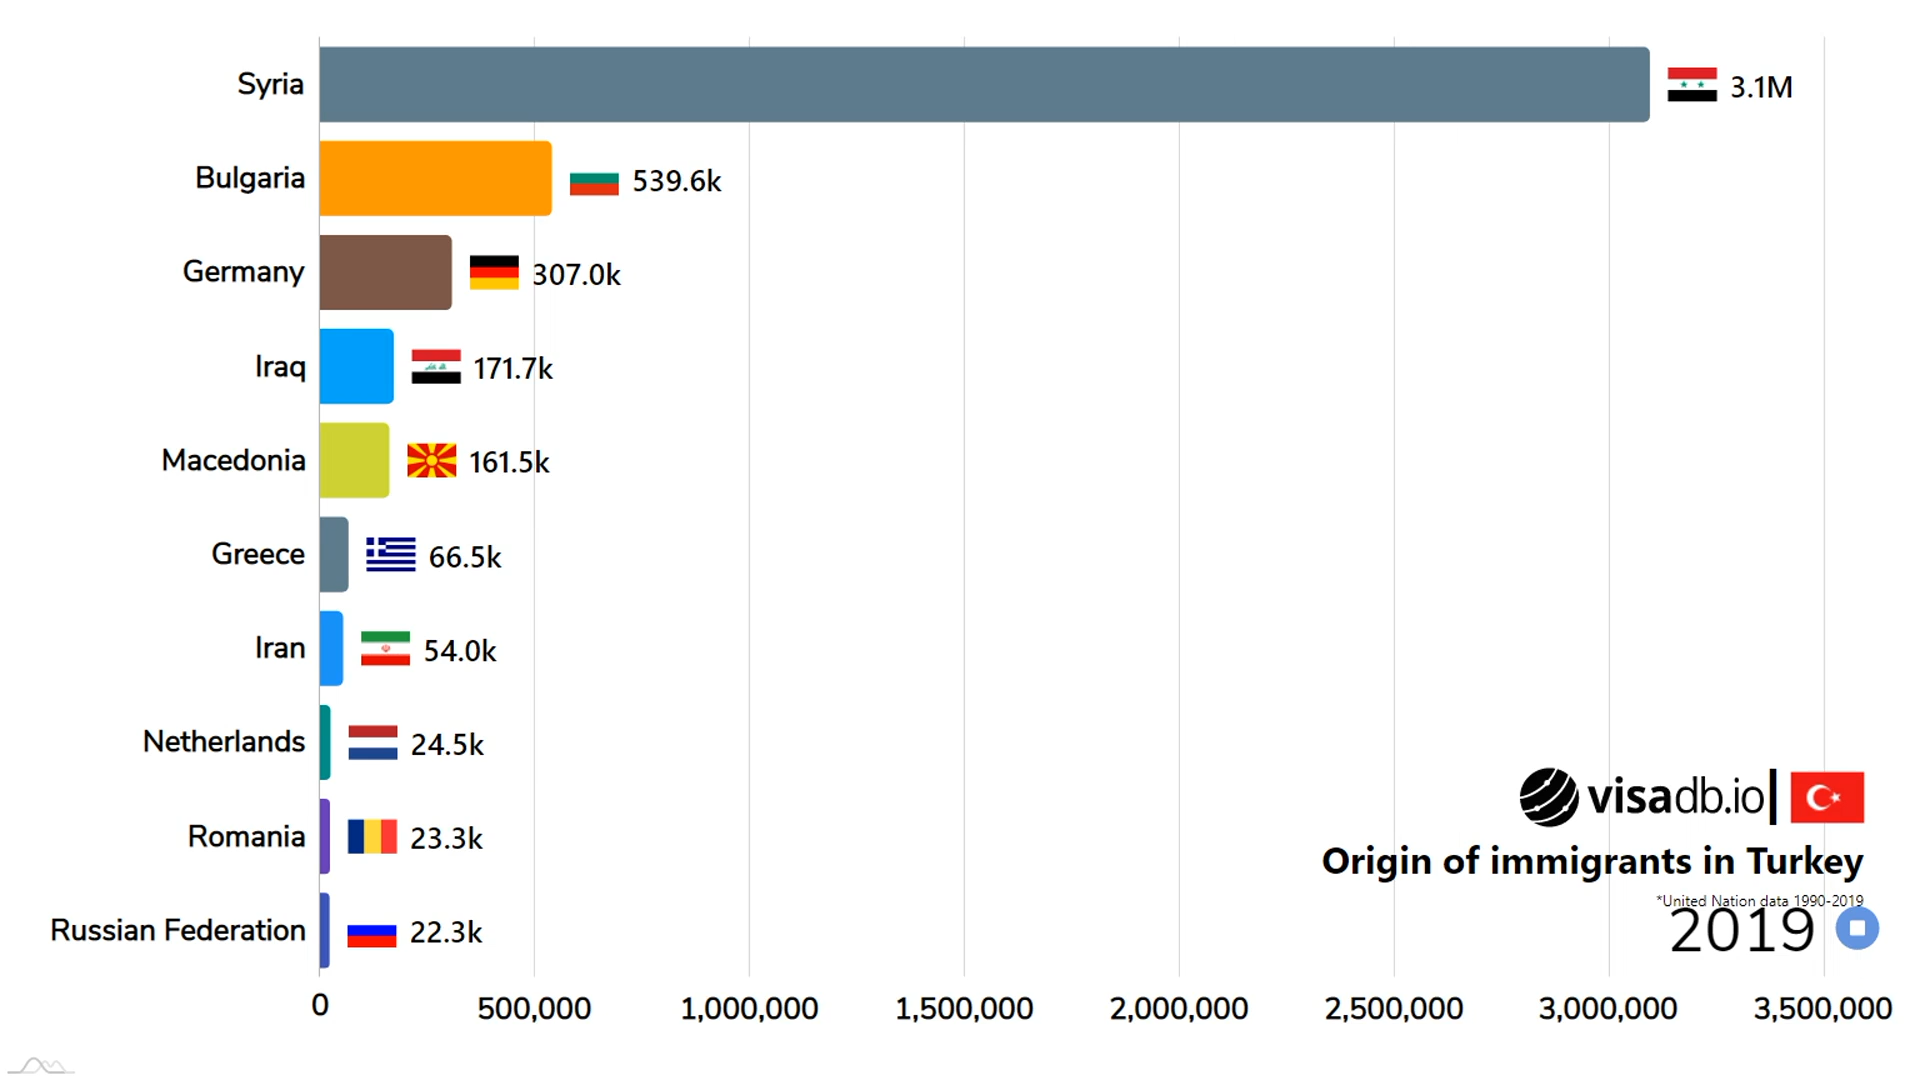 Syria 3.1M
Bulgaria 539.6k
Germany 307.0k
Iraq 171.7k
Macedonia 161.5k
Greece 66.5k
Iran 54.0k
Netherlands 24.5k
Romania 23.3k
Russian Federation 22.3k
visadb.io|
Origin of immigrants in Turkey
*United Nation data 1990-2019
2019
0 500,000 1,000,000 1,500,000 2,000,000 2,500,000 3,000,000 3,500,000